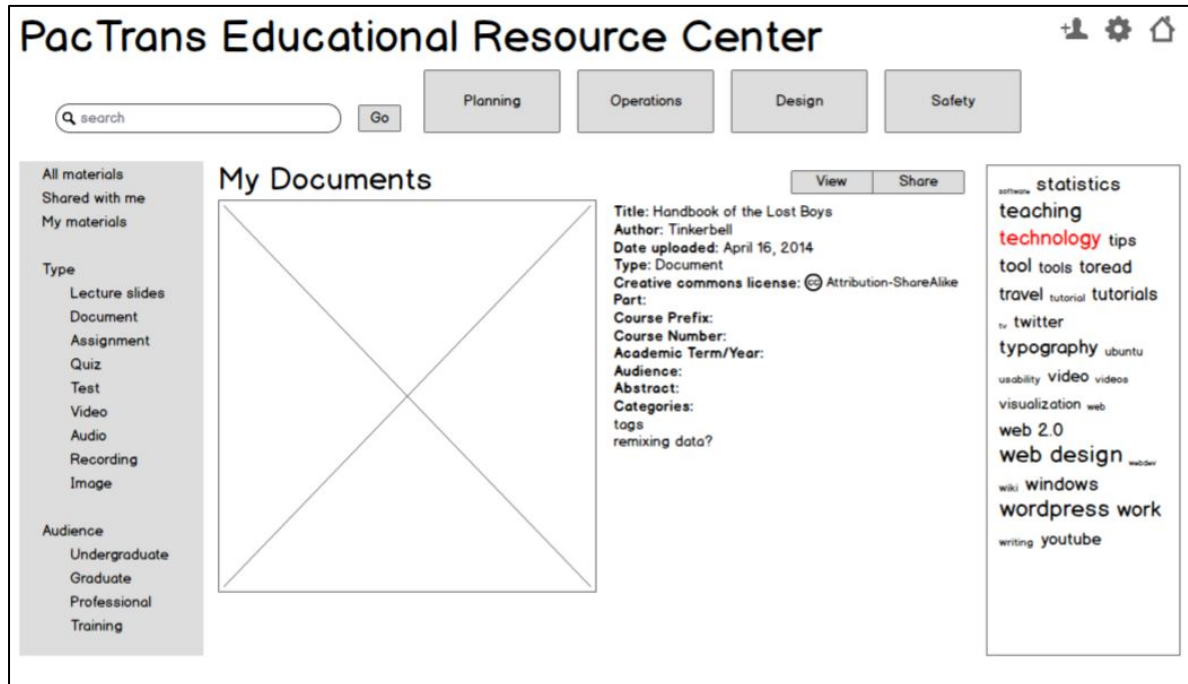 PacTrans Educational Resource Center
search
Go
Planning
Operations
Design
Safety
All materials
Shared with me
My materials
Type
Lecture slides
Document
Assignment
Quiz
Test
Video
Audio
Recording
Image
Audience
Undergraduate
Graduate
Professional
Training
My Documents
View
Share
Title: Handbook of the Lost Boys
Author: Tinkerbell
Date uploaded: April 16, 2014
Type: Document
Creative commons license: cc Attribution-ShareAlike
Part:
Course Prefix:
Course Number:
Academic Term/Year:
Audience:
Abstract:
Categories:
tags
remixing data?
software statistics
teaching
technology tips
tool tools toread
travel tutorial tutorials
tv twitter
typography ubuntu
usability video videos
visualization web
web 2.0
web design webdev
wiki windows
wordpress work
writing youtube